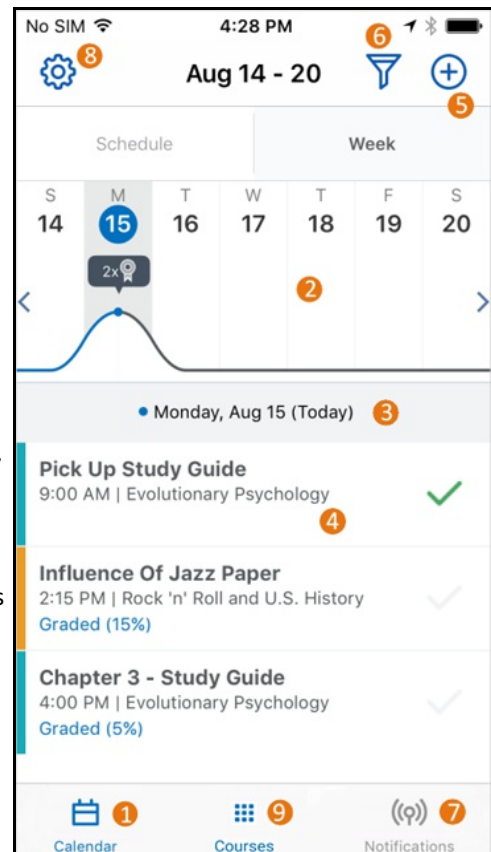 No SIM 4:28 PM
8 6
Aug 14 - 20
5
Schedule Week
S M T W T F S
14 15 16 17 18 19 20
2x
2
Monday, Aug 15 (Today) 3
Pick Up Study Guide
9:00 AM | Evolutionary Psychology
4
Influence Of Jazz Paper
2:15 PM | Rock 'n' Roll and U.S. History
Graded (15%)
s
Chapter 3 - Study Guide
4:00 PM | Evolutionary Psychology
Graded (5%)
1 9 7
Calendar Courses Notifications